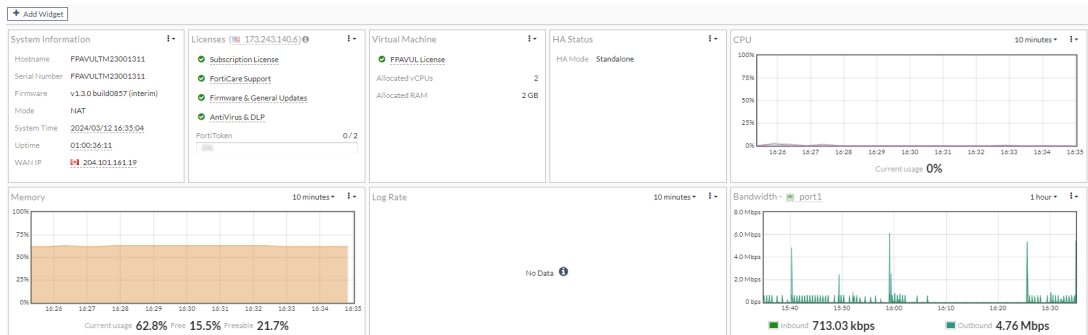 + Add Widget
System Information
Hostname FPAVULTM23001311
Serial Number FPAVULTM23001311
Firmware v1.3.0 build0857 (interim)
Mode NAT
System Time 2024/03/12 16:35:04
Uptime 01:00:36:11
WAN IP 204.101.161.19
Licenses (173.243.140.6)
Subscription License
FortiCare Support
Firmware & General Updates
AntiVirus & DLP
FortiToken 0 / 2
0%
Virtual Machine
FPAVUL License
Allocated vCPUs 2
Allocated RAM 2 GB
HA Status
HA Mode Standalone
CPU 10 minutes
100%
75%
50%
25%
0%
16:26 16:27 16:28 16:29 16:30 16:31 16:32 16:33 16:34 16:35
Current usage 0%
Memory 10 minutes
100%
75%
50%
25%
0%
16:26 16:27 16:28 16:29 16:30 16:31 16:32 16:33 16:34 16:35
Current usage 62.8% Free 15.5% Freeable 21.7%
Log Rate 10 minutes
No Data
Bandwidth - port1 1 hour
8.0 Mbps
6.0 Mbps
4.0 Mbps
2.0 Mbps
0 bps
15:40 15:50 16:00 16:10 16:20 16:30
Inbound 713.03 kbps Outbound 4.76 Mbps